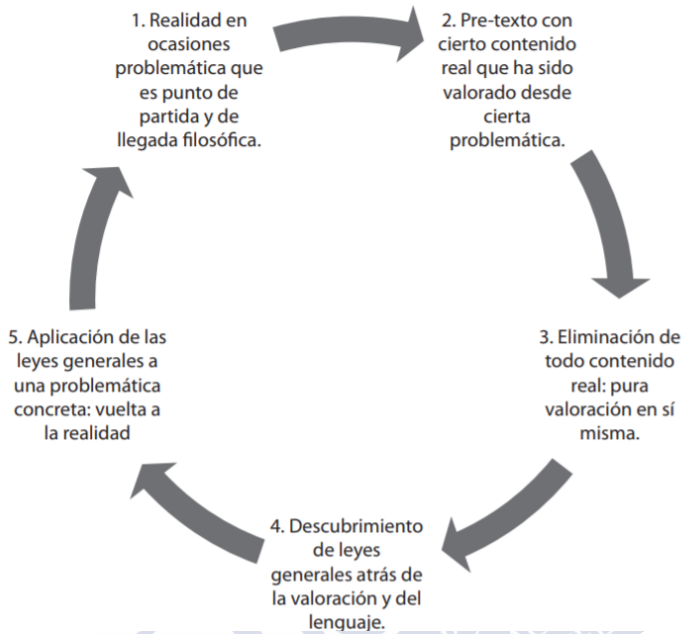 1. Realidad en
ocasiones
problemática que
es punto de
partida y de
llegada filosófica.
2. Pre-texto con
cierto contenido
real que ha sido
valorado desde
cierta
problemática.
3. Eliminación de
todo contenido
real: pura
valoración en sí
misma.
4. Descubrimiento
de leyes
generales atrás de
la valoración y del
lenguaje.
5. Aplicación de las
leyes generales a
una problemática
concreta: vuelta a
la realidad